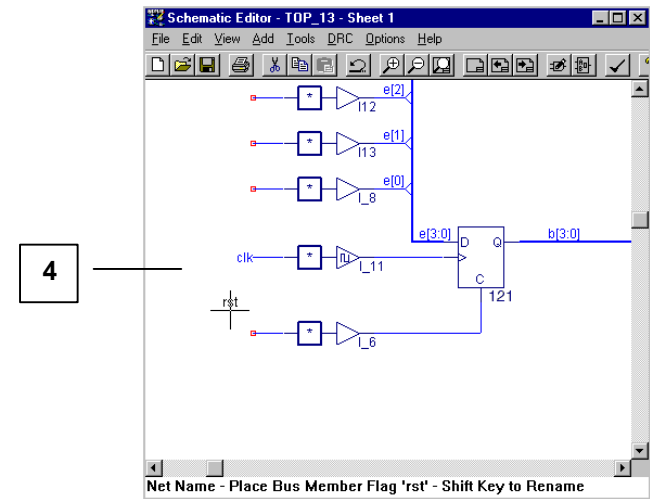 Schematic Editor - TOP_13 - Sheet 1
File Edit View Add Tools DRC Options Help
e[2]
*
I12
e[1]
*
I13
e[0]
*
I_8
e[3:0]
D Q
b[3:0]
4
clk
*
I_11
C
121
rst
*
I_6
Net Name - Place Bus Member Flag 'rst' - Shift Key to Rename